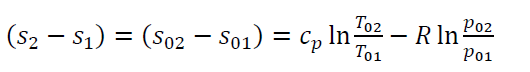 (s₂ − s₁) = (s₀₂ − s₀₁) = cₚ ln T₀₂/T₀₁ − R ln p₀₂/p₀₁